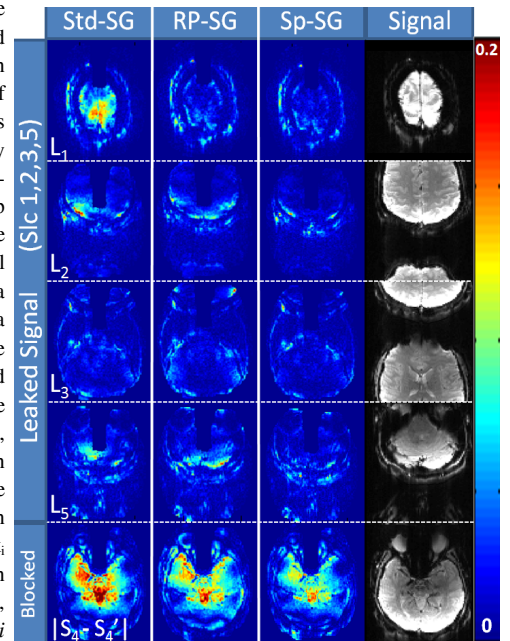 Std-SG
RP-SG
Sp-SG
Signal
0.2
Leaked Signal
(Slc 1,2,3,5)
L₁
L₂
L₃
L₅
Blocked
|S₄- S₄′|
0